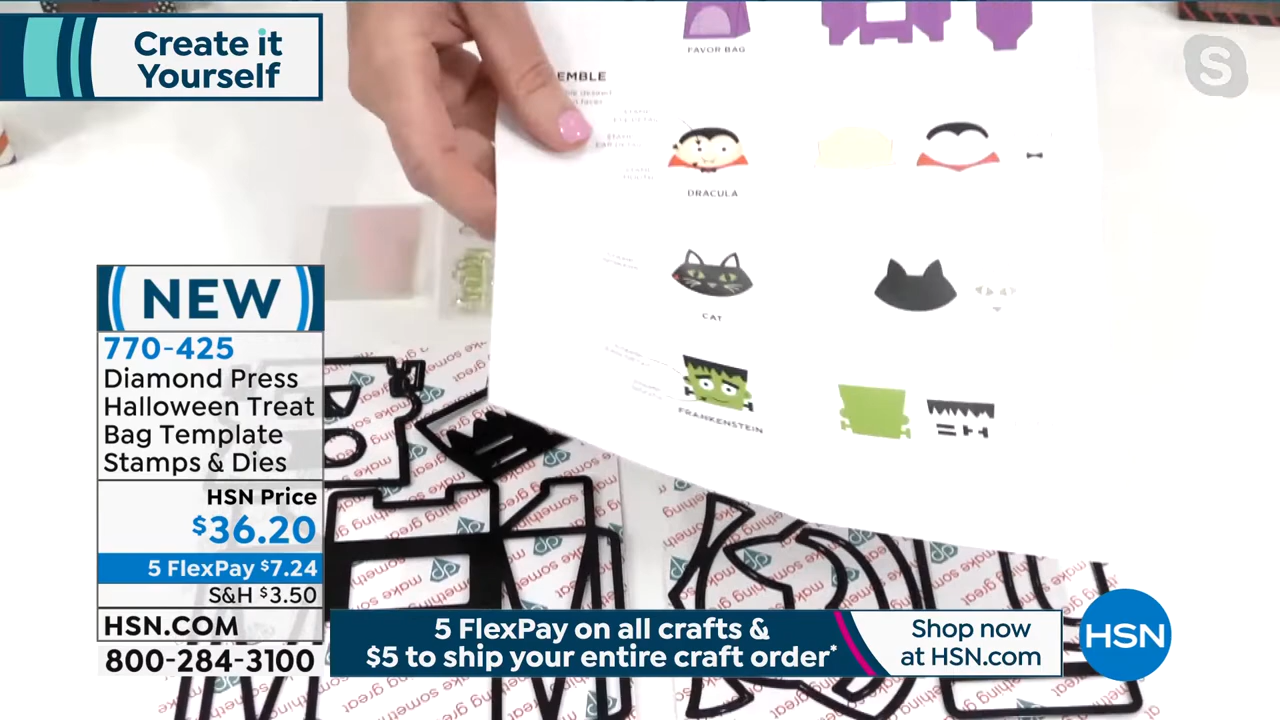 Create it
Yourself
S
FAVOR BAG
EMBLE
DRACULA
CAT
FRANKENSTEIN
NEW
770-425
Diamond Press
Halloween Treat
Bag Template
Stamps & Dies
HSN Price
$36.20
5 FlexPay $7.24
S&H $3.50
HSN.COM
800-284-3100
5 FlexPay on all crafts &
$5 to ship your entire craft order*
Shop now
at HSN.com
HSN
make something great
dp